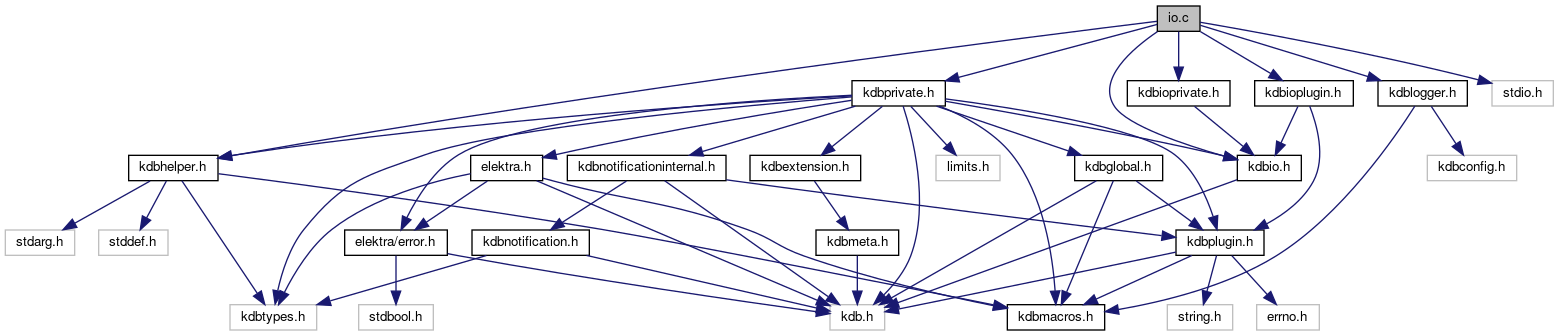 io.c
kdbprivate.h
kdbioprivate.h
kdbioplugin.h
kdblogger.h
stdio.h
kdbhelper.h
elektra.h
kdbnotificationinternal.h
kdbextension.h
limits.h
kdbglobal.h
kdbio.h
kdbconfig.h
stdarg.h
stddef.h
elektra/error.h
kdbnotification.h
kdbmeta.h
kdbplugin.h
kdbtypes.h
stdbool.h
kdb.h
kdbmacros.h
string.h
errno.h